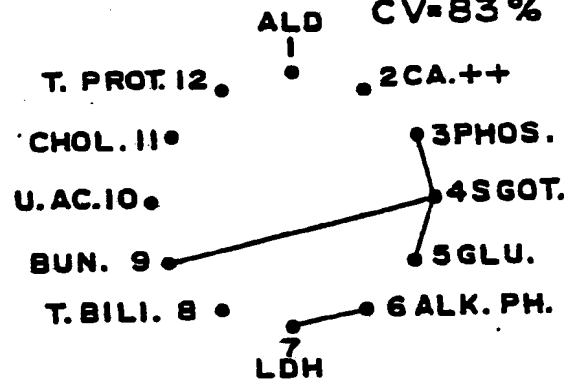 CV=83%
ALD
1
T. PROT. 12
2 CA.++
CHOL. 11
3 PHOS.
U. AC. 10
4 SGOT.
BUN. 9
5 GLU.
T. BILI. 8
6 ALK. PH.
7
LDH